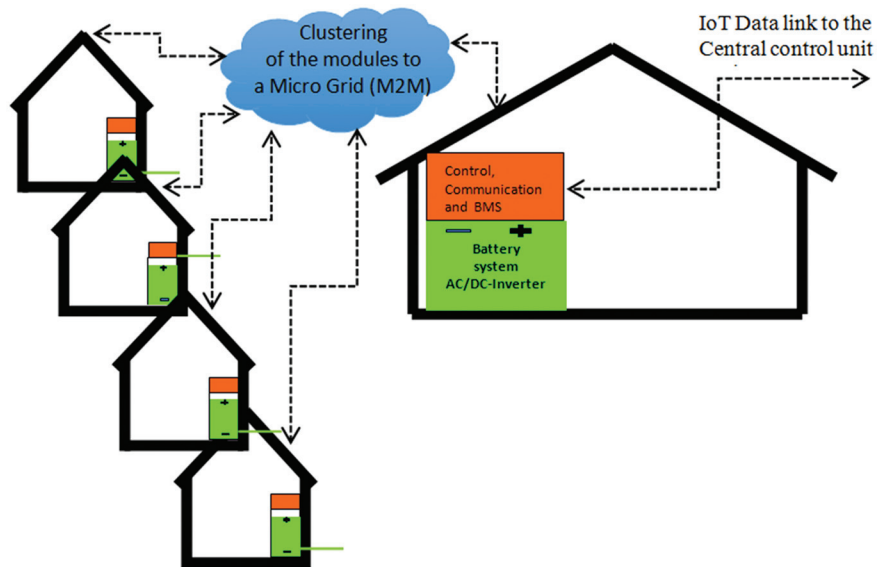 Clustering
of the modules to
a Micro Grid (M2M)
IoT Data link to the
Central control unit
Control,
Communication
and BMS
Battery
system
AC/DC-Inverter